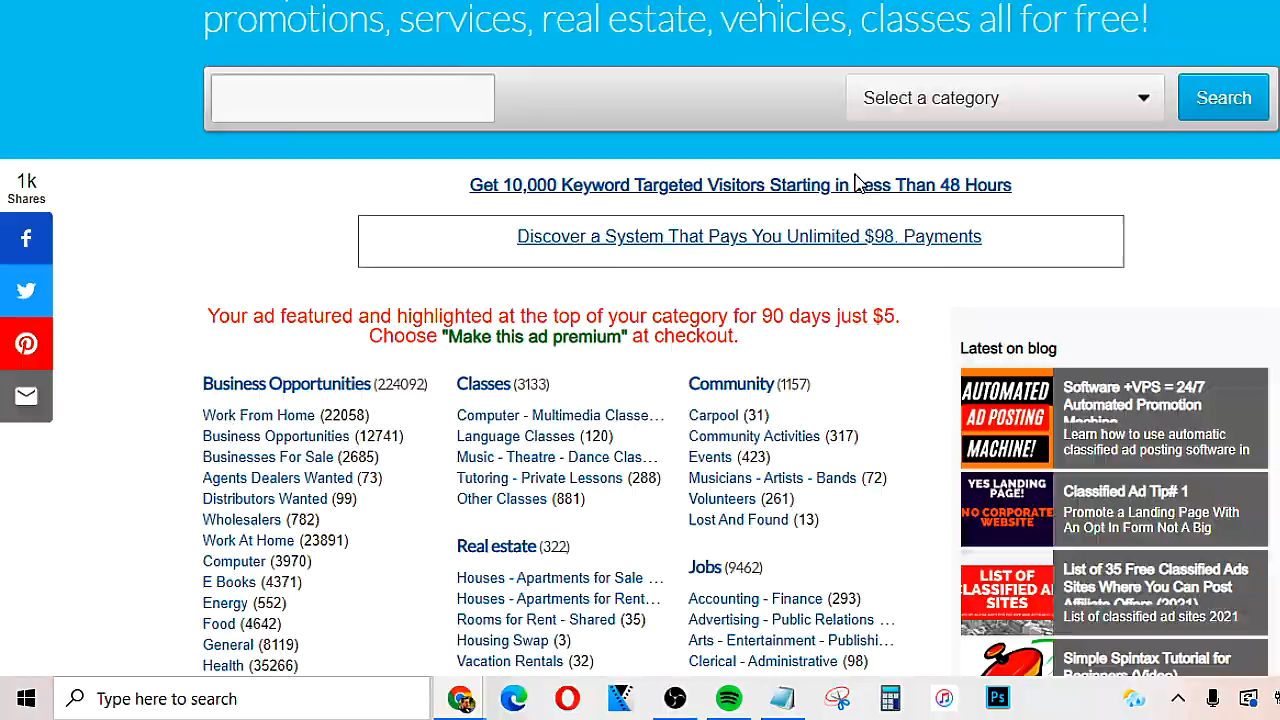 promotions, services, real estate, vehicles, classes all for free!
Select a category
Search
1k
Shares
Get 10,000 Keyword Targeted Visitors Starting in Less Than 48 Hours
Discover a System That Pays You Unlimited $98. Payments
Your ad featured and highlighted at the top of your category for 90 days just $5.
Choose "Make this ad premium" at checkout.
Business Opportunities (224092)
Work From Home (22058)
Business Opportunities (12741)
Businesses For Sale (2685)
Agents Dealers Wanted (73)
Distributors Wanted (99)
Wholesalers (782)
Work At Home (23891)
Computer (3970)
E Books (4371)
Energy (552)
Food (4642)
General (8119)
Health (35266)
Classes (3133)
Computer - Multimedia Classe...
Language Classes (120)
Music - Theatre - Dance Clas...
Tutoring - Private Lessons (288)
Other Classes (881)
Real estate (322)
Houses - Apartments for Sale ...
Houses - Apartments for Rent...
Rooms for Rent - Shared (35)
Housing Swap (3)
Vacation Rentals (32)
Community (1157)
Carpool (31)
Community Activities (317)
Events (423)
Musicians - Artists - Bands (72)
Volunteers (261)
Lost And Found (13)
Jobs (9462)
Accounting - Finance (293)
Advertising - Public Relations ...
Arts - Entertainment - Publishi...
Clerical - Administrative (98)
Latest on blog
AUTOMATED
AD POSTING
MACHINE!
Software +VPS = 24/7
Automated Promotion
Machine
Learn how to use automatic
classified ad posting software in
YES LANDING
PAGE!
NO CORPORATE
WEBSITE
Classified Ad Tip# 1
Promote a Landing Page With
An Opt In Form Not A Big
LIST OF
CLASSIFIED AD
SITES
List of 35 Free Classified Ads
Sites Where You Can Post
Affiliate Offers (2021)
List of classified ad sites 2021
Simple Spintax Tutorial for
Beginners (Video)
Type here to search
Ps